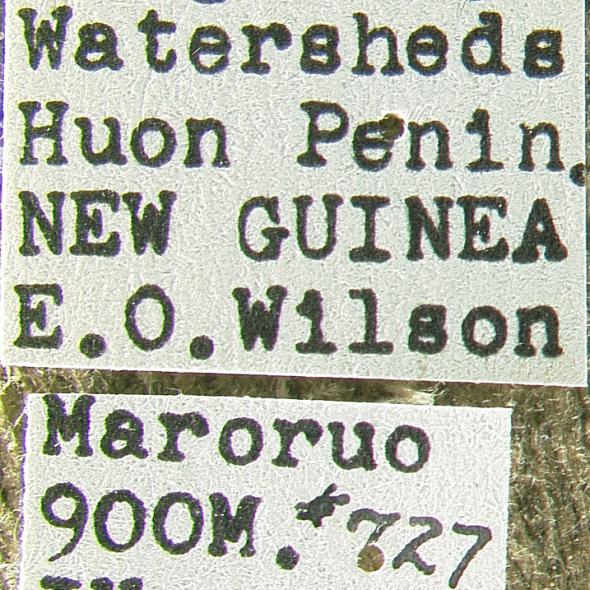 Watersheds
Huon Penin.
NEW GUINEA
E.O.Wilson
Maroruo
900M. #727